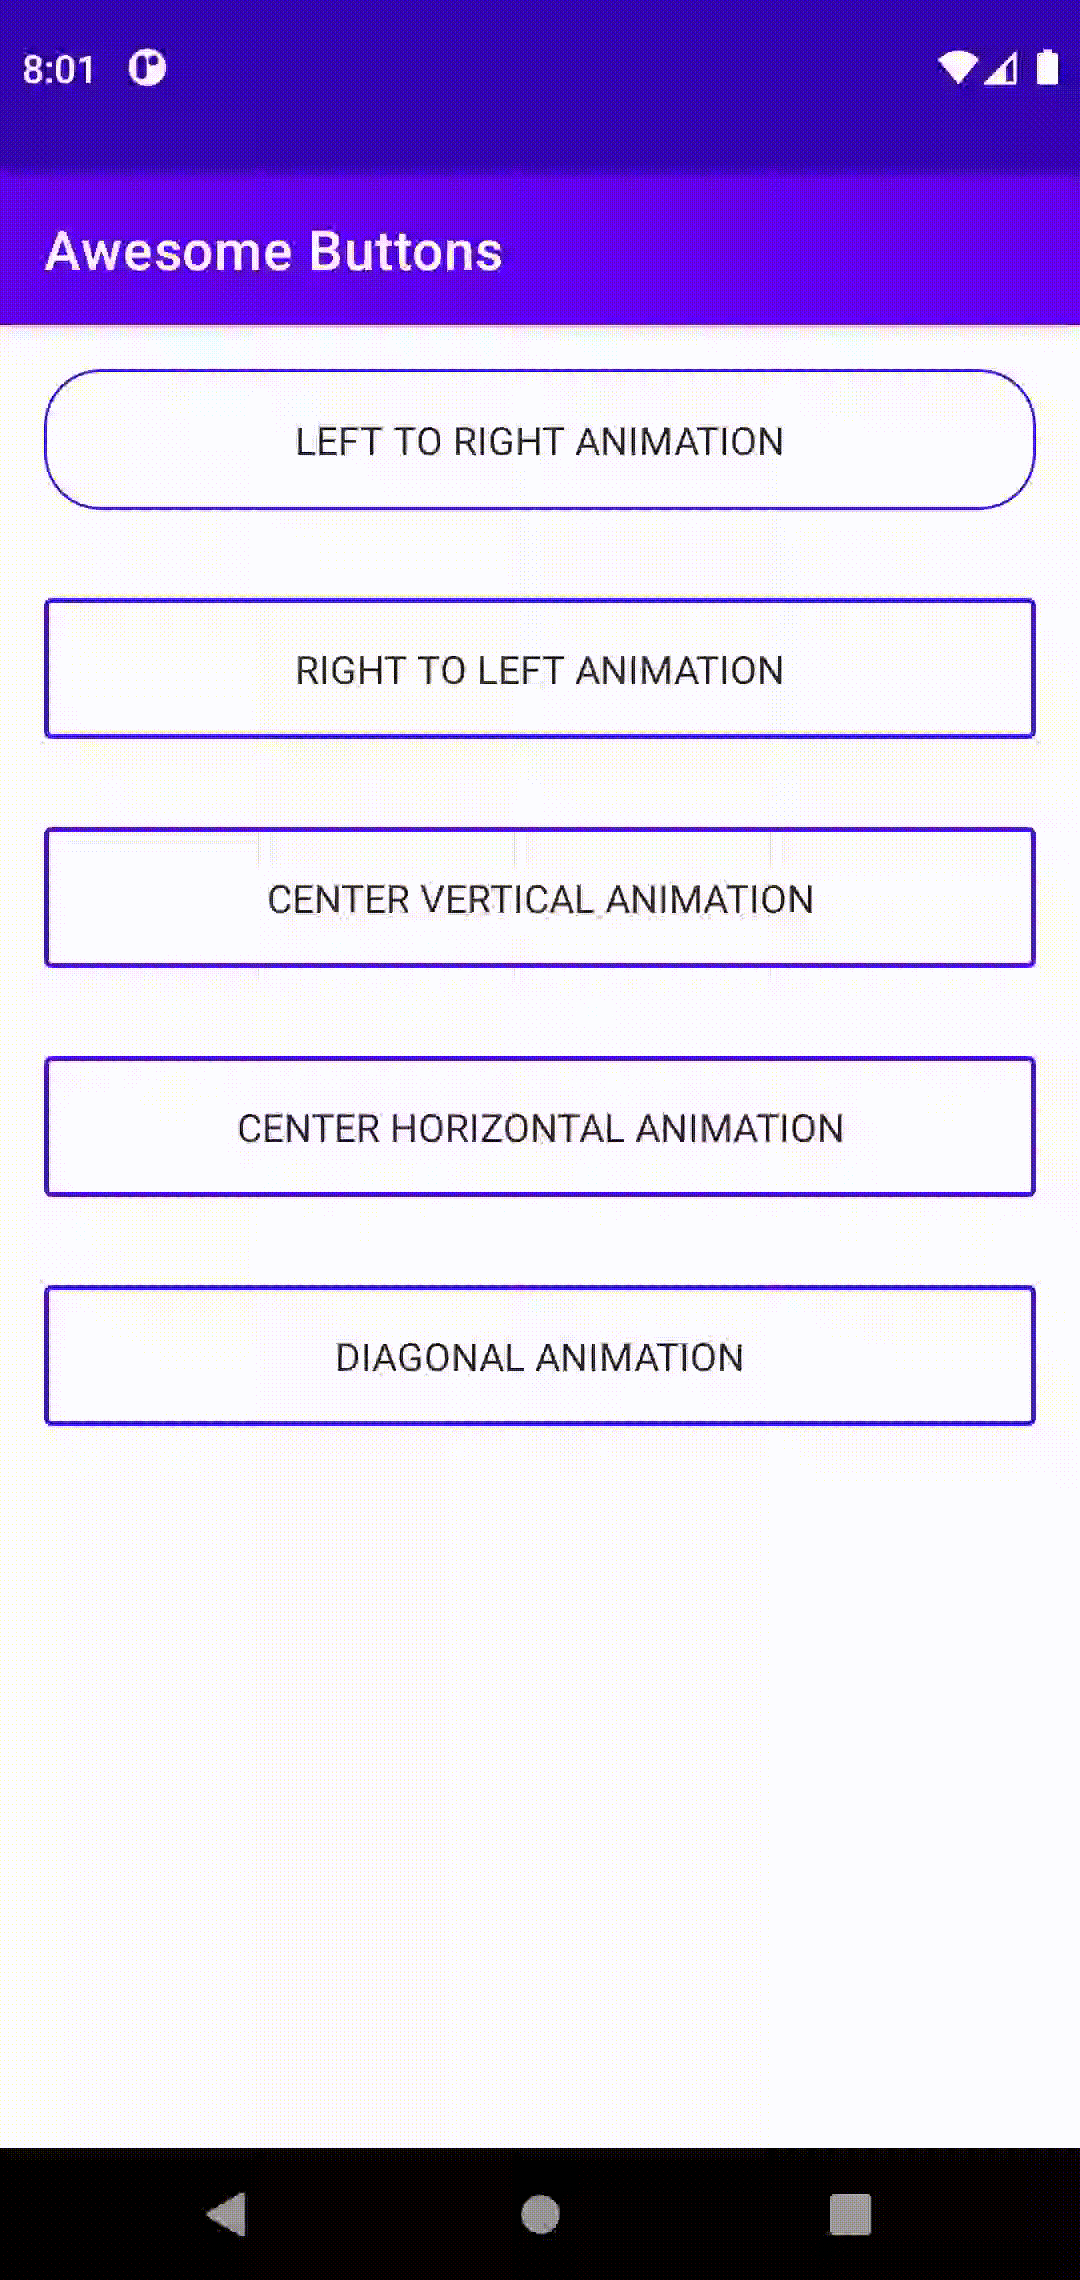 8:01
Awesome Buttons
LEFT TO RIGHT ANIMATION
RIGHT TO LEFT ANIMATION
CENTER VERTICAL ANIMATION
CENTER HORIZONTAL ANIMATION
DIAGONAL ANIMATION